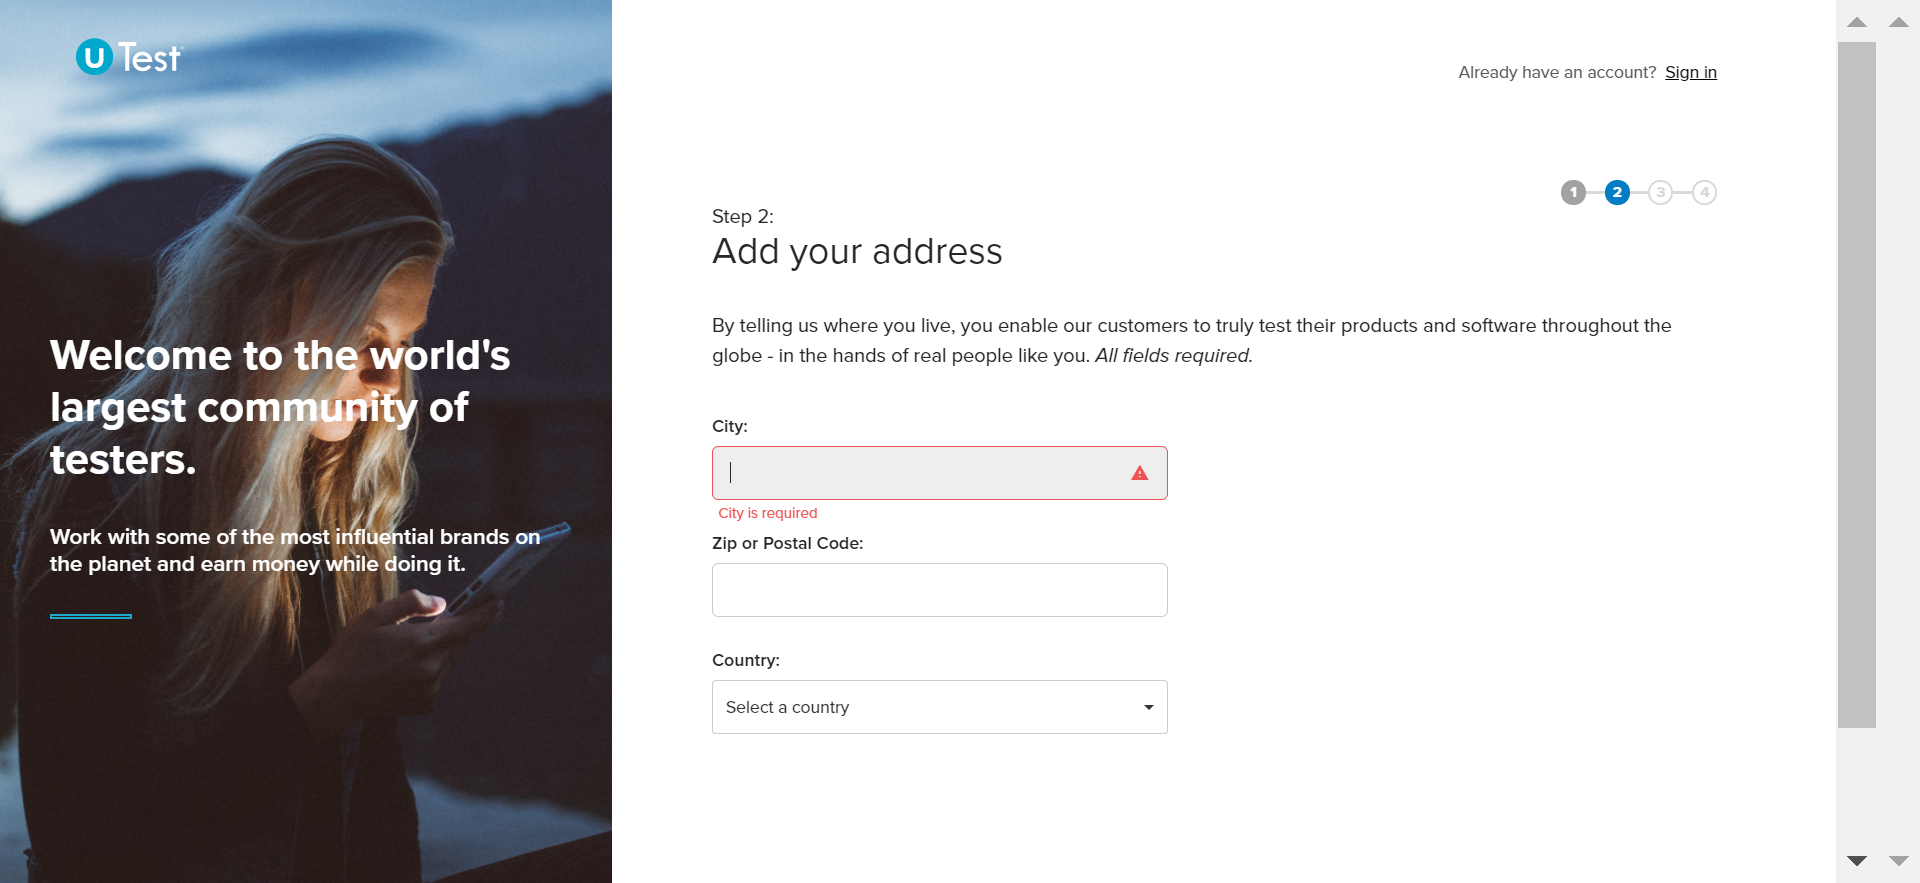 U Test
Already have an account? Sign in
1 2 3 4
Step 2:
Add your address
By telling us where you live, you enable our customers to truly test their products and software throughout the
globe - in the hands of real people like you. All fields required.
City:
City is required
Zip or Postal Code:
Country:
Select a country
Welcome to the world's
largest community of
testers.
Work with some of the most influential brands on
the planet and earn money while doing it.